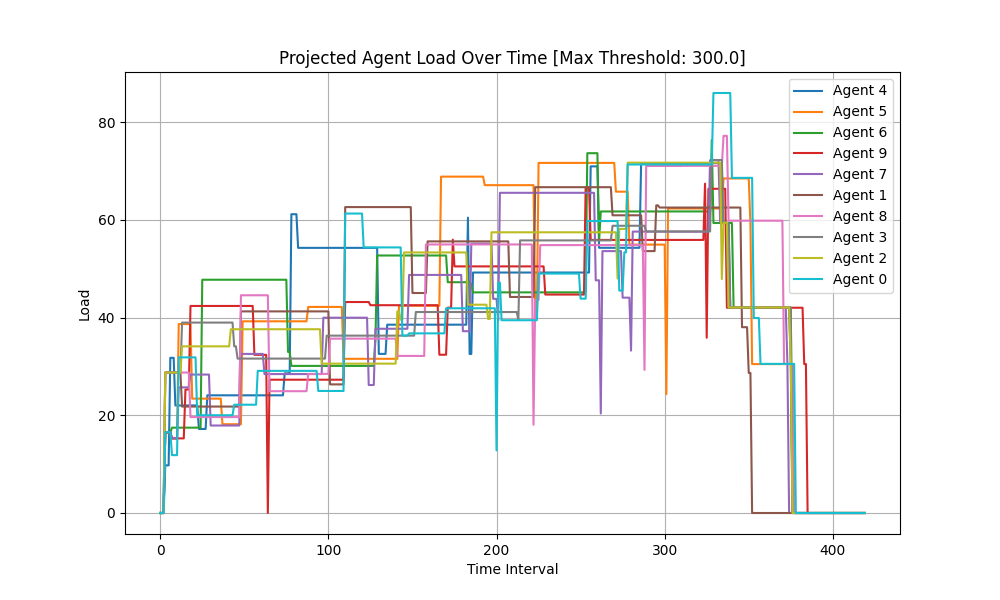 Projected Agent Load Over Time [Max Threshold: 300.0]
Load
80
60
40
20
0
0 100 200 300 400
Time Interval
Agent 4
Agent 5
Agent 6
Agent 9
Agent 7
Agent 1
Agent 8
Agent 3
Agent 2
Agent 0